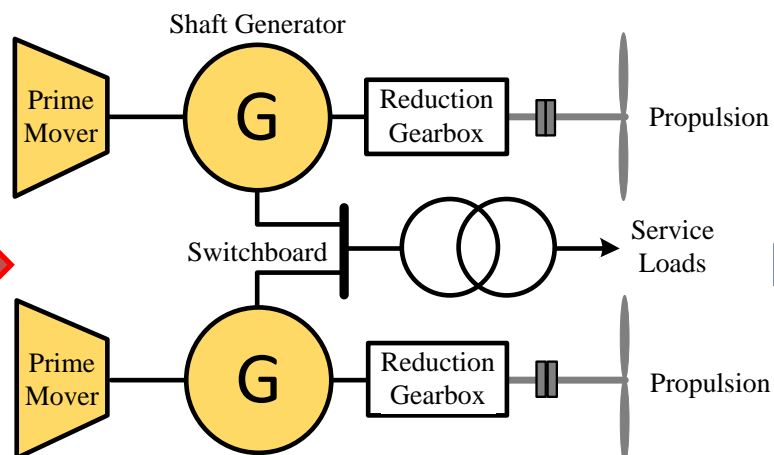 Shaft Generator
Prime
Mover
G
Reduction
Gearbox
Propulsion
Switchboard
Service
Loads
Prime
Mover
G
Reduction
Gearbox
Propulsion